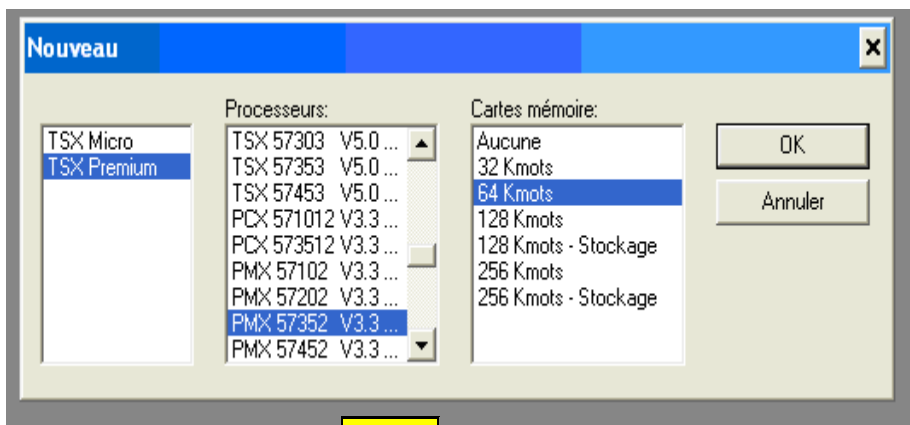 Nouveau
Processeurs:
Cartes mémoire:
TSX Micro
TSX Premium
TSX 57303 V5.0 ...
TSX 57353 V5.0 ...
TSX 57453 V5.0 ...
PCX 571012 V3.3 ...
PCX 573512 V3.3 ...
PMX 57102 V3.3 ...
PMX 57202 V3.3 ...
PMX 57352 V3.3 ...
PMX 57452 V3.3 ...
Aucune
32 Kmots
64 Kmots
128 Kmots
128 Kmots - Stockage
256 Kmots
256 Kmots - Stockage
OK
Annuler